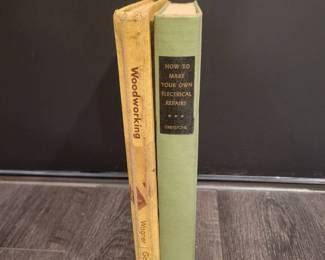 Woodworking
Wagner
HOW TO
MAKE
YOUR OWN
ELECTRICAL
REPAIRS